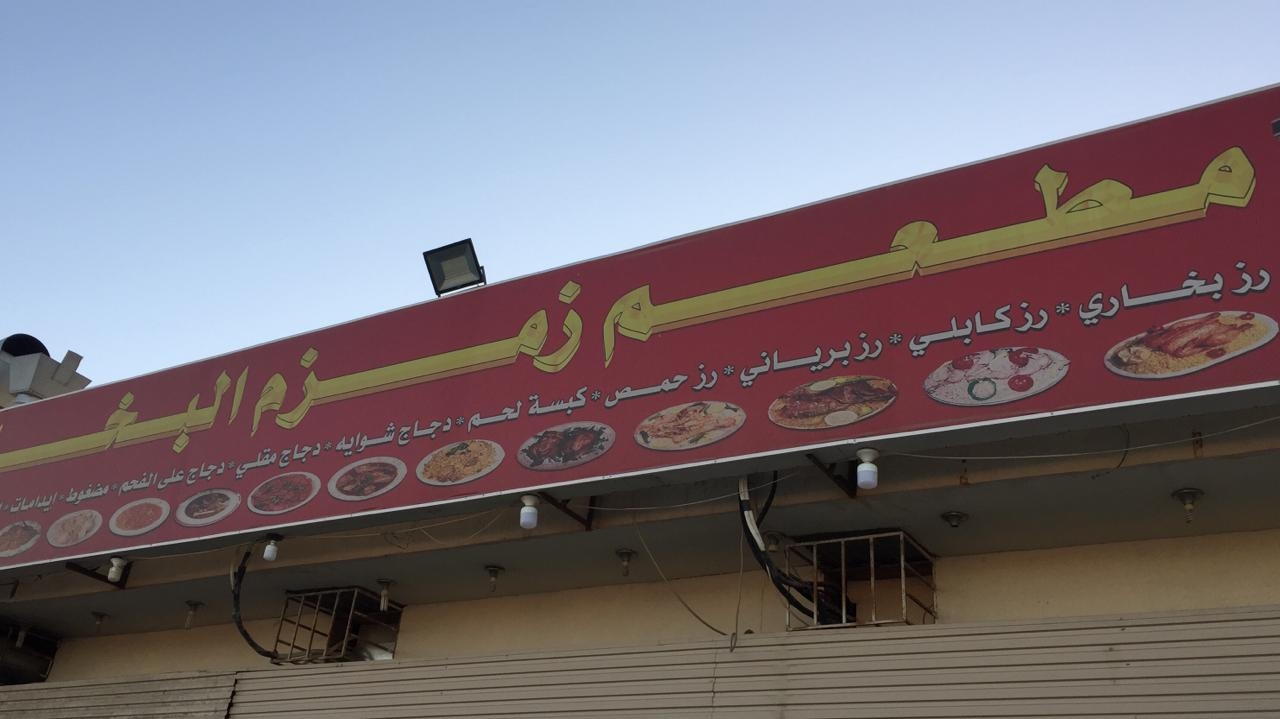 مطعم زمزم
رز بخاري * رز كابلي * رز برياني * رز حمص * كبسة لحم * دجاج شوايه * دجاج مقلي * دجاج على الفحم * مضغوط * ايدامات *